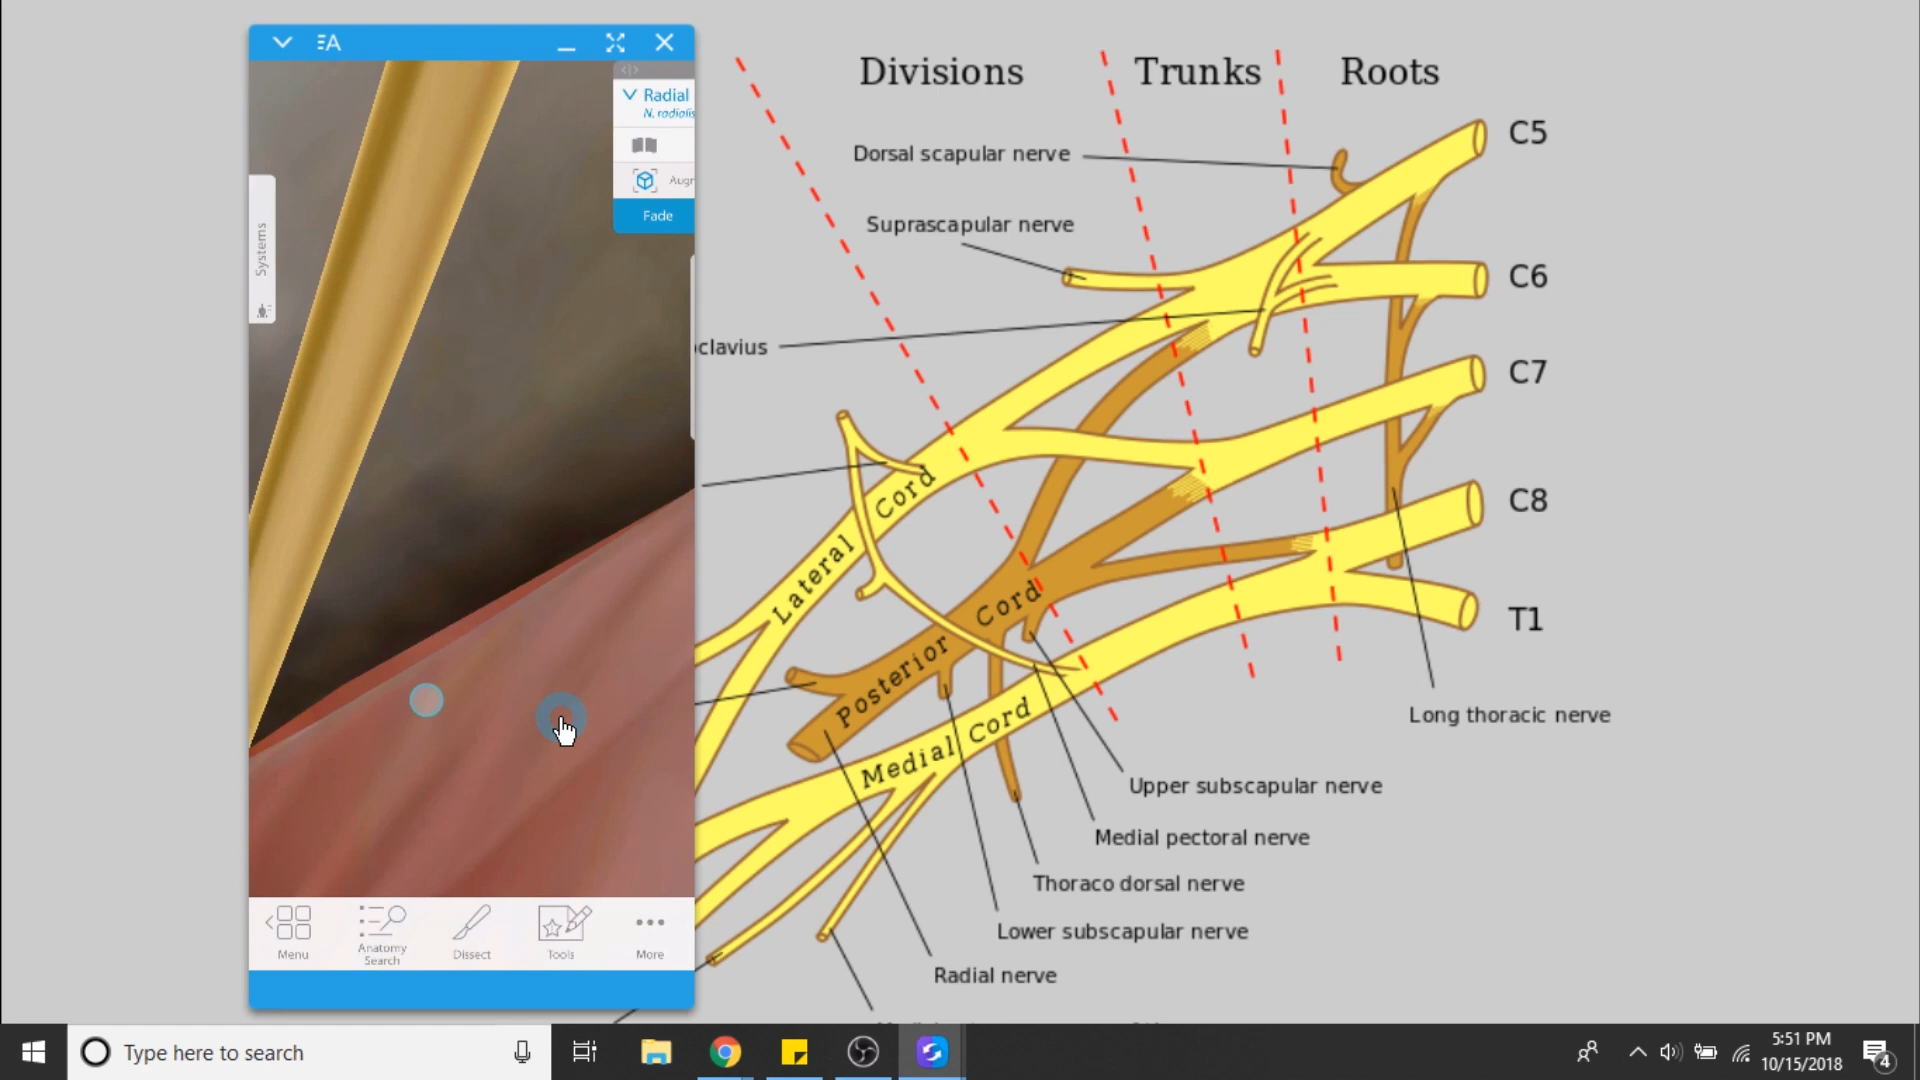 Radial
N. radialis
Augr
Fade
Systems
Menu
Anatomy
Search
Dissect
Tools
More
Divisions
Trunks
Roots
C5
Dorsal scapular nerve
Suprascapular nerve
C6
oclavius
C7
Lateral Cord
C8
Posterior Cord
T1
Medial Cord
Long thoracic nerve
Upper subscapular nerve
Medial pectoral nerve
Thoraco dorsal nerve
Lower subscapular nerve
Radial nerve
Type here to search
5:51 PM
10/15/2018
4